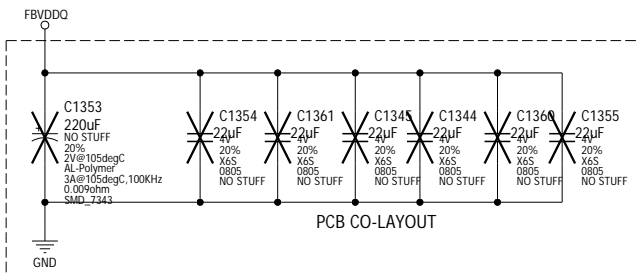 FBVDDQ
C1353
220uF
NO STUFF
20%
2V@105degC
AL-Polymer
3A@105degC,100KHz
0.009ohm
SMD_7343
C1354
22uF
4V
20%
X6S
0805
NO STUFF
C1361
22uF
4V
20%
X6S
0805
NO STUFF
C1345
22uF
4V
20%
X6S
0805
NO STUFF
C1344
22uF
4V
20%
X6S
0805
NO STUFF
C1360
22uF
4V
20%
X6S
0805
NO STUFF
C1355
22uF
4V
20%
X6S
0805
NO STUFF
PCB CO-LAYOUT
GND